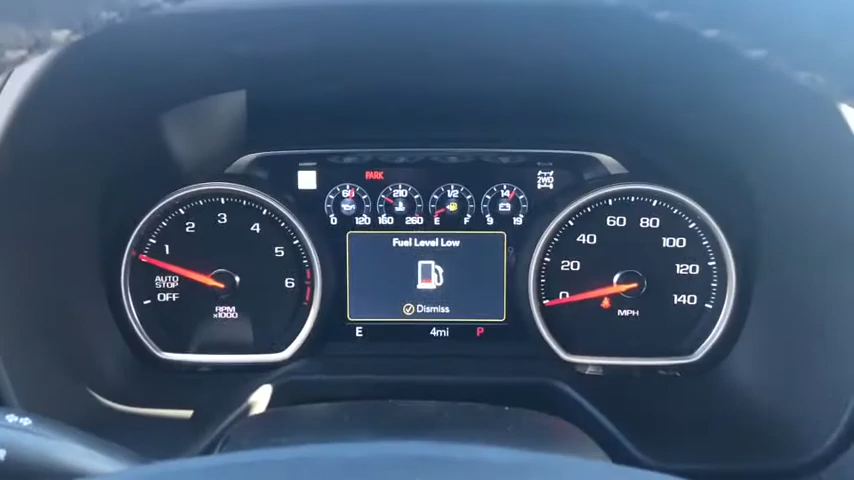 PARK
2WD
60
210
1/2
14
0 120
160 260
E F
9 19
Fuel Level Low
Dismiss
E 4mi P
AUTO STOP
OFF
1 2 3 4 5 6
RPM
x1000
0 20 40 60 80 100 120 140
MPH